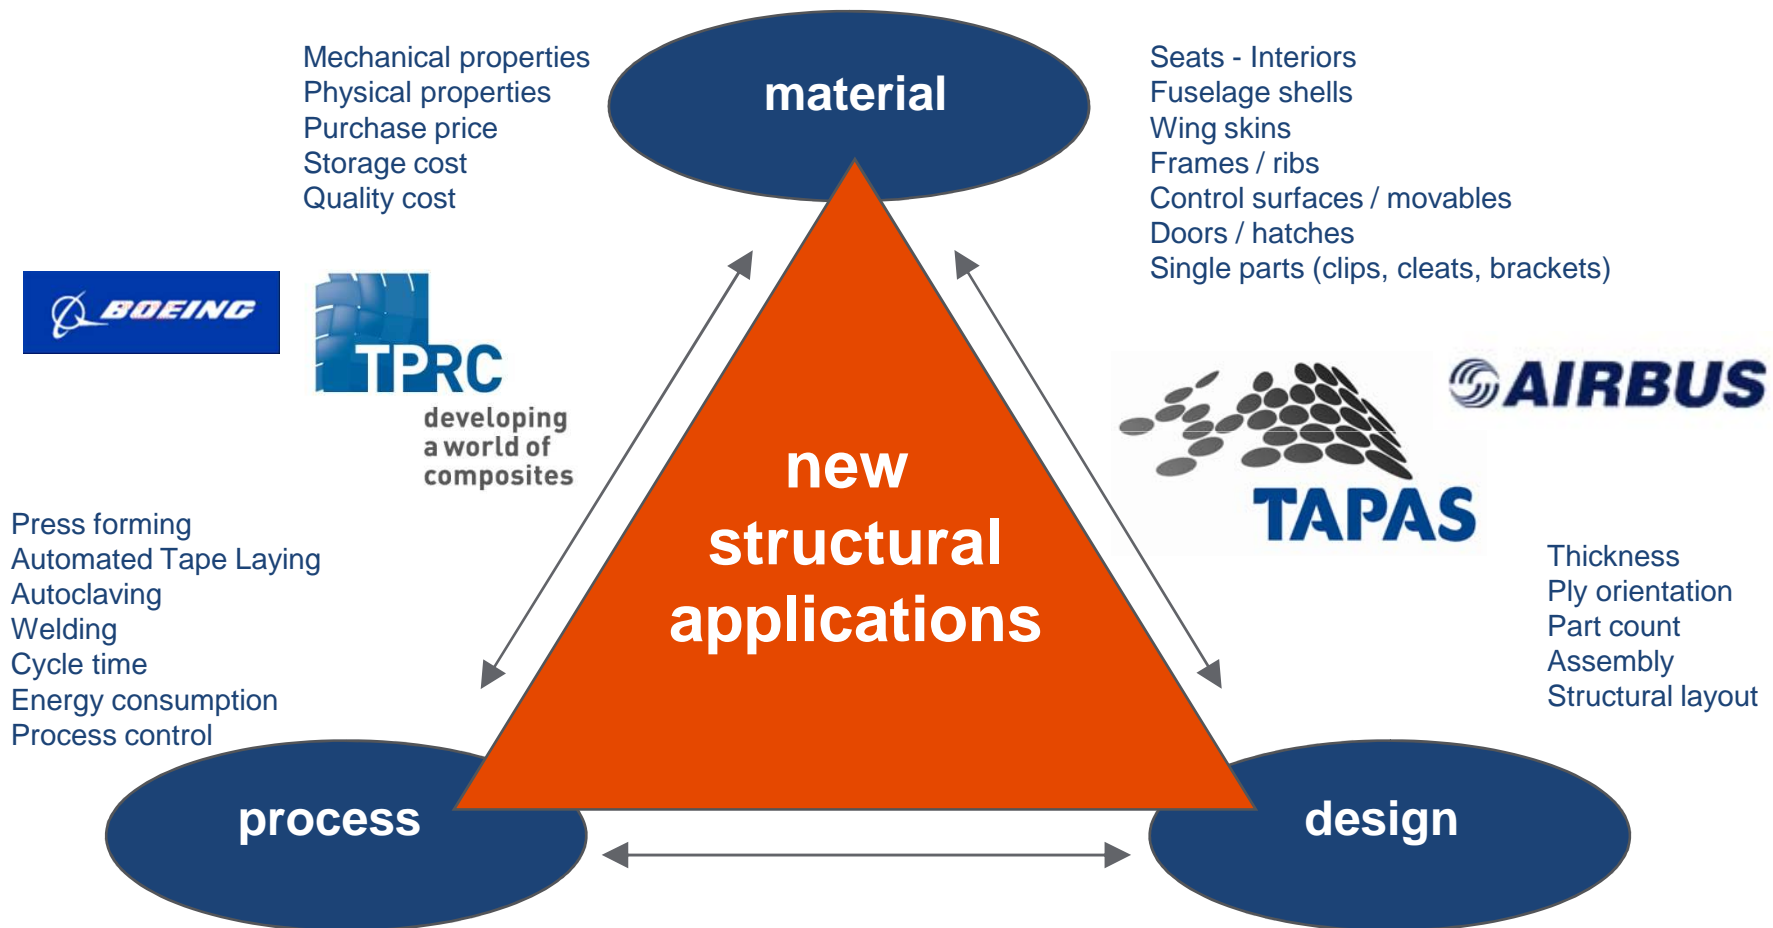 Mechanical properties
Physical properties
Purchase price
Storage cost
Quality cost
material
Seats - Interiors
Fuselage shells
Wing skins
Frames / ribs
Control surfaces / movables
Doors / hatches
Single parts (clips, cleats, brackets)
BOEING
TPRC
developing
a world of
composites
AIRBUS
TAPAS
new
structural
applications
Press forming
Automated Tape Laying
Autoclaving
Welding
Cycle time
Energy consumption
Process control
Thickness
Ply orientation
Part count
Assembly
Structural layout
process
design